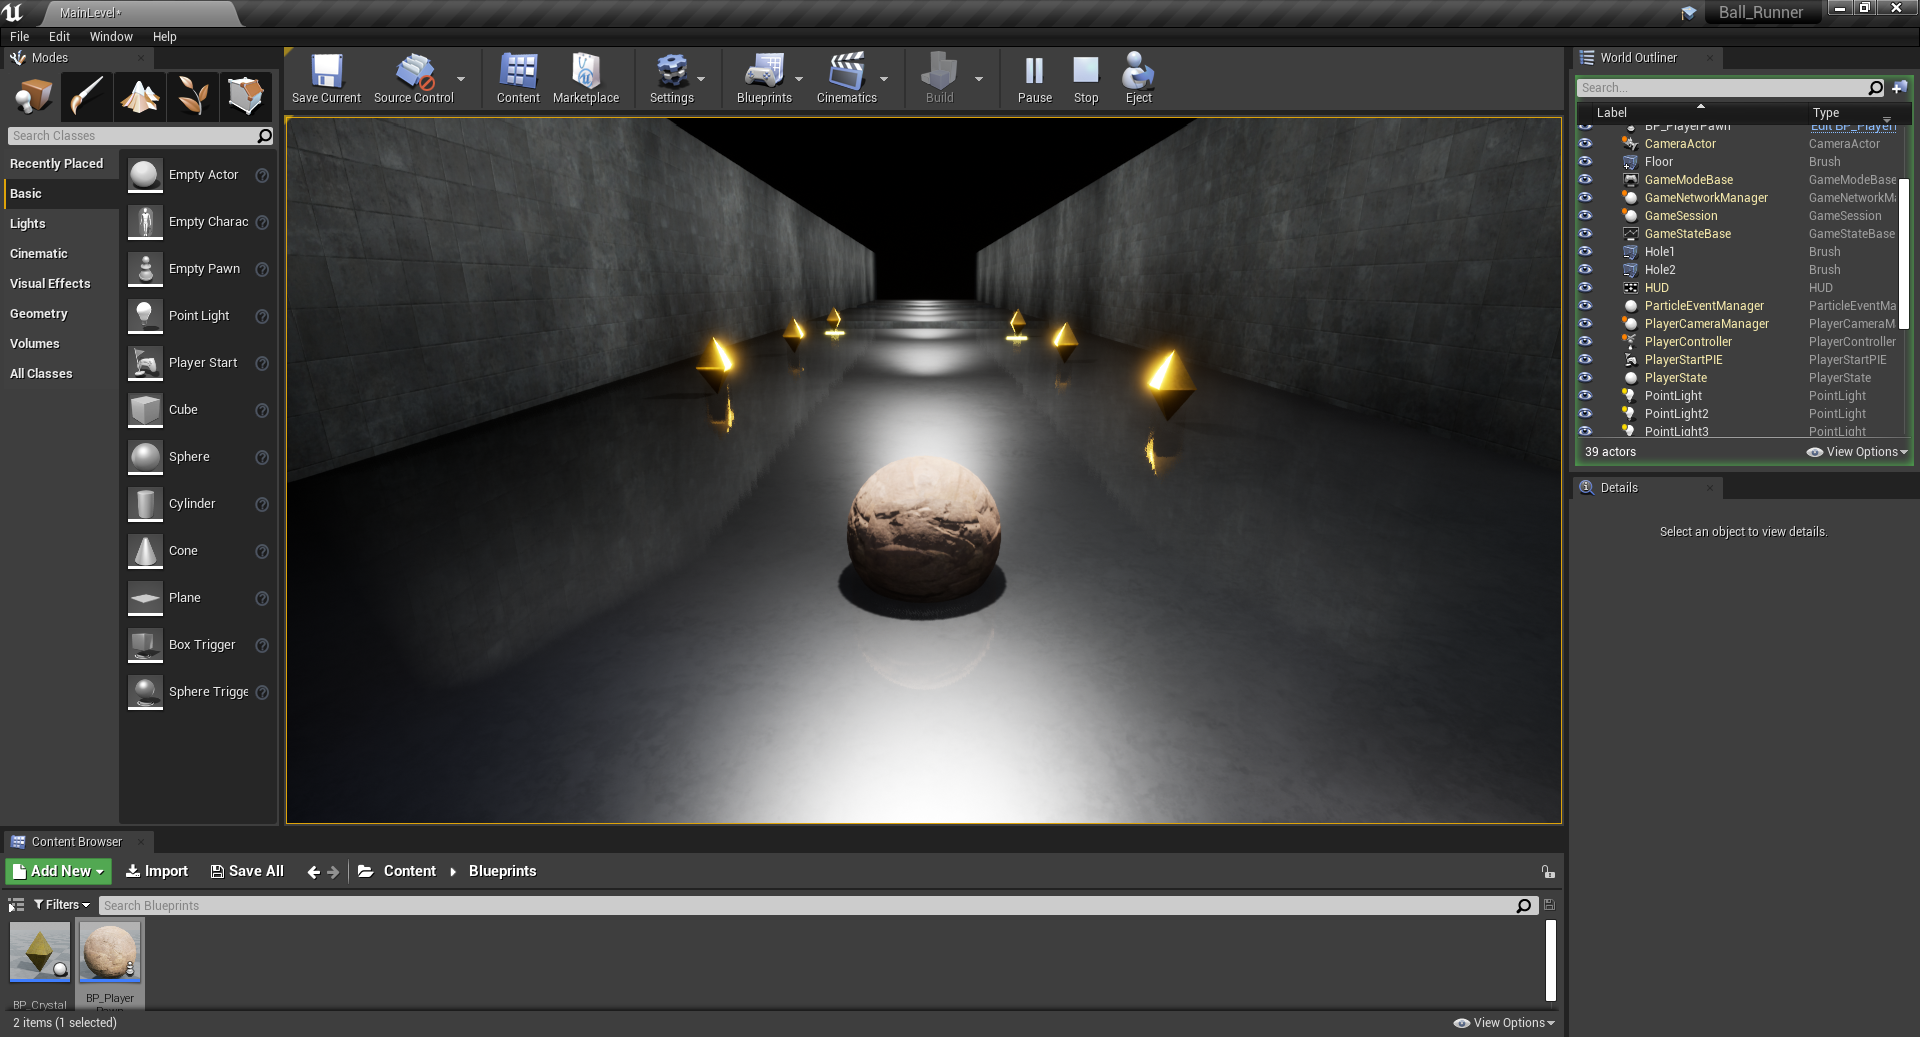 MainLevel*
Ball_Runner
File Edit Window Help
Modes
Search Classes
Recently Placed
Basic
Lights
Cinematic
Visual Effects
Geometry
Volumes
All Classes
Empty Actor
Empty Charac
Empty Pawn
Point Light
Player Start
Cube
Sphere
Cylinder
Cone
Plane
Box Trigger
Sphere Trigge
Save Current
Source Control
Content
Marketplace
Settings
Blueprints
Cinematics
Build
Pause
Stop
Eject
World Outliner
Search...
Label Type
BP_PlayerPawn Edit BP_Player
CameraActor CameraActor
Floor Brush
GameModeBase GameModeBase
GameNetworkManager GameNetworkMa
GameSession GameSession
GameStateBase GameStateBase
Hole1 Brush
Hole2 Brush
HUD HUD
ParticleEventManager ParticleEventMa
PlayerCameraManager PlayerCameraM
PlayerController PlayerController
PlayerStartPIE PlayerStartPIE
PlayerState PlayerState
PointLight PointLight
PointLight2 PointLight
PointLight3 PointLight
39 actors
View Options
Details
Select an object to view details.
Content Browser
Add New Import Save All Content Blueprints
Filters Search Blueprints
BP_Crystal
BP_Player
Pawn
2 items (1 selected)
View Options